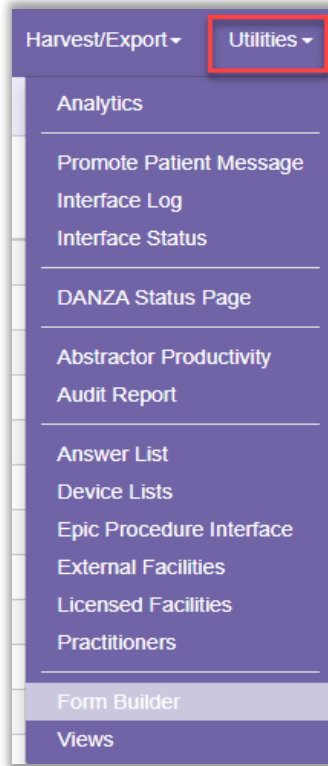 Harvest/Export
Utilities
Analytics
Promote Patient Message
Interface Log
Interface Status
DANZA Status Page
Abstractor Productivity
Audit Report
Answer List
Device Lists
Epic Procedure Interface
External Facilities
Licensed Facilities
Practitioners
Form Builder
Views